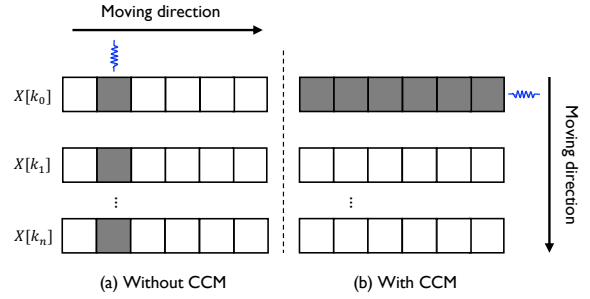 Moving direction
X[k₀]
X[k₁]
...
X[kₙ]
...
Moving direction
(a) Without CCM
(b) With CCM